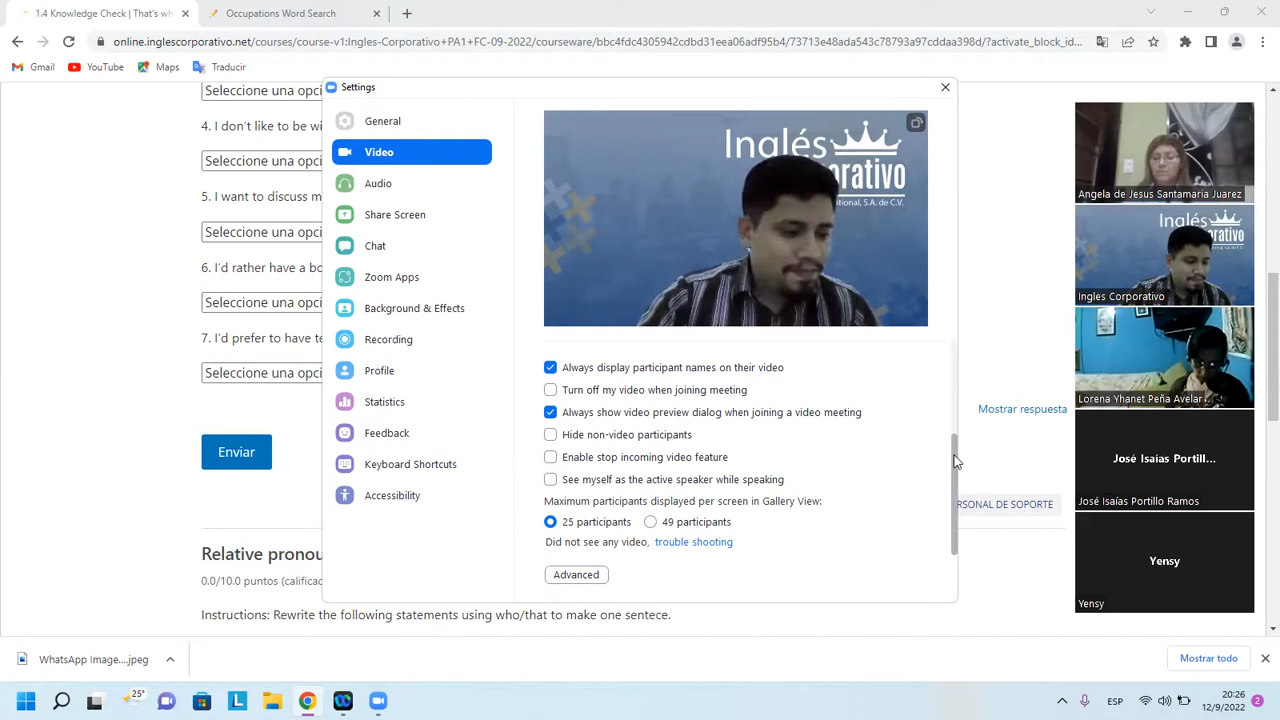 1.4 Knowledge Check | That's wh
Occupations Word Search
online.inglescorporativo.net/courses/course-v1:Ingles-Corporativo+PA1+FC-09-2022/courseware/bbc4fdc4305942cdbd31eea06adf95b4/73713e48ada543c78793a97cddaa398d/?activate_block_id...
Gmail
YouTube
Maps
Traducir
Seleccione una opci
4. I don't like to be wi
Seleccione una opci
5. I want to discuss m
Seleccione una opci
6. I'd rather have a bo
Seleccione una opci
7. I'd prefer to have te
Seleccione una opci
Enviar
Mostrar respuesta
ERSONAL DE SOPORTE
Relative pronou
0.0/10.0 puntos (calificac
Instructions: Rewrite the following statements using who/that to make one sentece.
Settings
General
Video
Audio
Share Screen
Chat
Zoom Apps
Background & Effects
Recording
Profile
Statistics
Feedback
Keyboard Shortcuts
Accessibility
Inglés
orporativo
national, S.A. de C.V.
Always display participant names on their video
Turn off my video when joining meeting
Always show video preview dialog when joining a video meeting
Hide non-video participants
Enable stop incoming video feature
See myself as the active speaker while speaking
Maximum participants displayed per screen in Gallery View:
25 participants 49 participants
Did not see any video, trouble shooting
Advanced
Angela de Jesus Santamaria Juarez
Inglés
orativo
Ingles Corporativo
Lorena Yhanet Peña Avelar
José Isaías Portill...
José Isaías Portillo Ramos
Yensy
Yensy
WhatsApp Image....jpeg
Mostrar todo
25°
ESP
20:26
12/9/2022
2